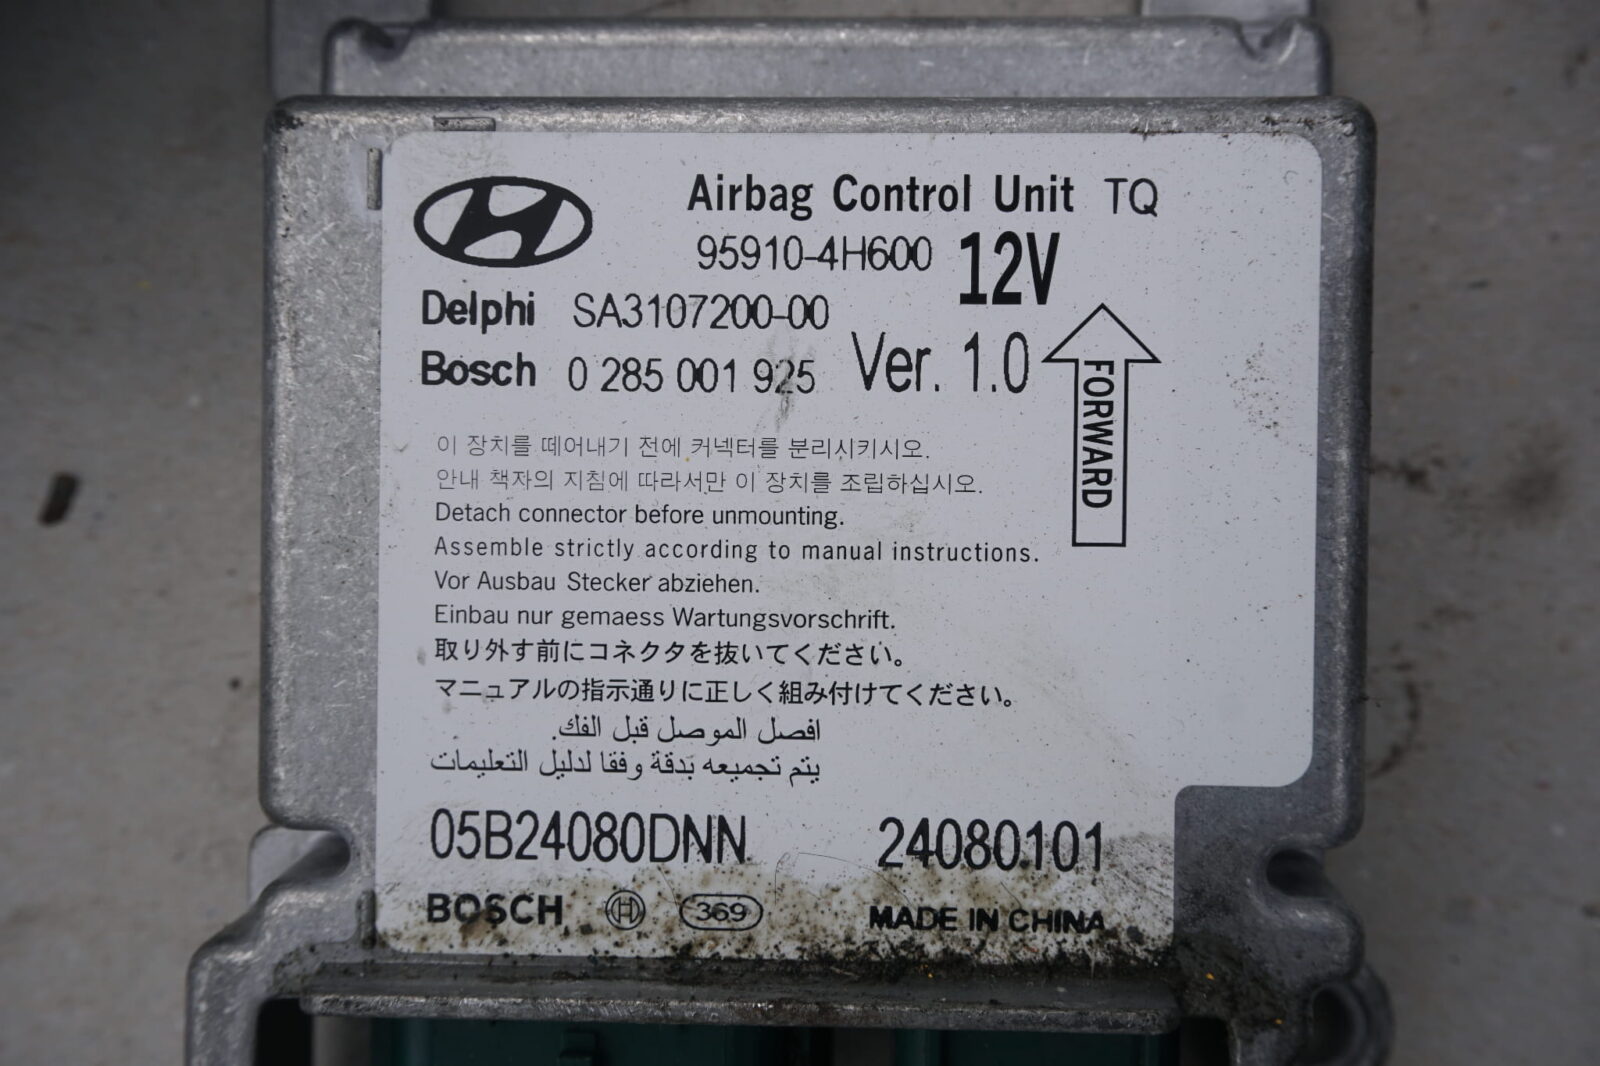 Airbag Control Unit TQ
95910-4H600 12V
Delphi SA3107200-00
Bosch 0 285 001 925 Ver. 1.0
FORWARD
이 장치를 떼어내기 전에 커넥터를 분리시키시오.
안내 책자의 지침에 따라서만 이 장치를 조립하십시오.
Detach connector before unmounting.
Assemble strictly according to manual instructions.
Vor Ausbau Stecker abziehen.
Einbau nur gemaess Wartungsvorschrift.
取り外す前にコネクタを抜いてください。
マニュアルの指示通りに正しく組み付けてください。
افصل الموصل قبل الفك.
يتم تجميعه بدقة وفقا لدليل التعليمات
05B24080DNN 24080101
BOSCH 369 MADE IN CHINA